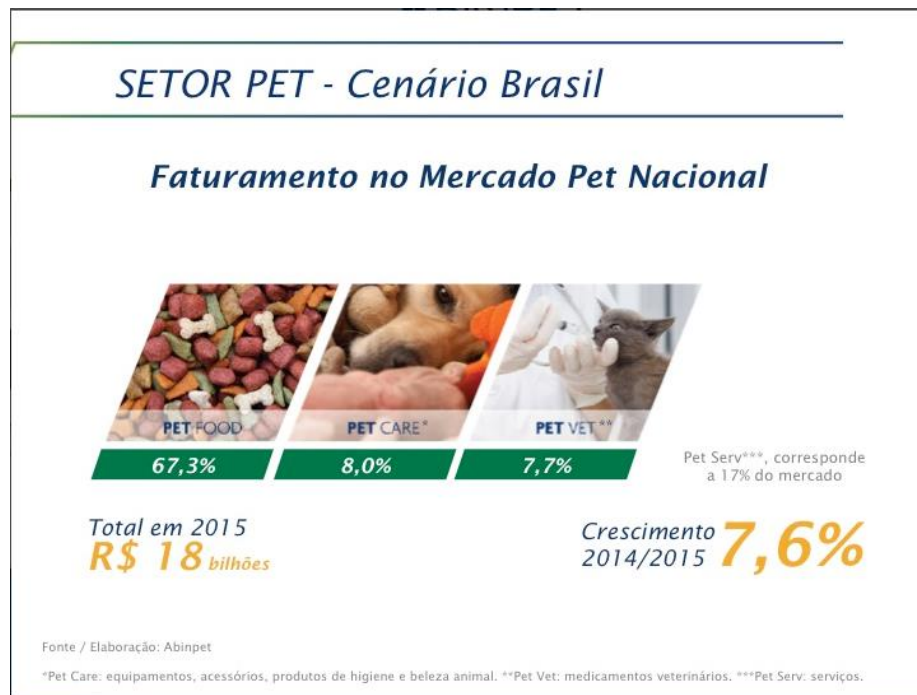 SETOR PET - Cenário Brasil
Faturamento no Mercado Pet Nacional
PET FOOD
PET CARE*
PET VET**
67,3%
8,0%
7,7%
Pet Serv***, corresponde
a 17% do mercado
Total em 2015
R$ 18 bilhões
Crescimento
2014/2015
7,6%
Fonte / Elaboração: Abinpet
*Pet Care: equipamentos, acessórios, produtos de higiene e beleza animal. **Pet Vet: medicamentos veterinários. ***Pet Serv: serviços.